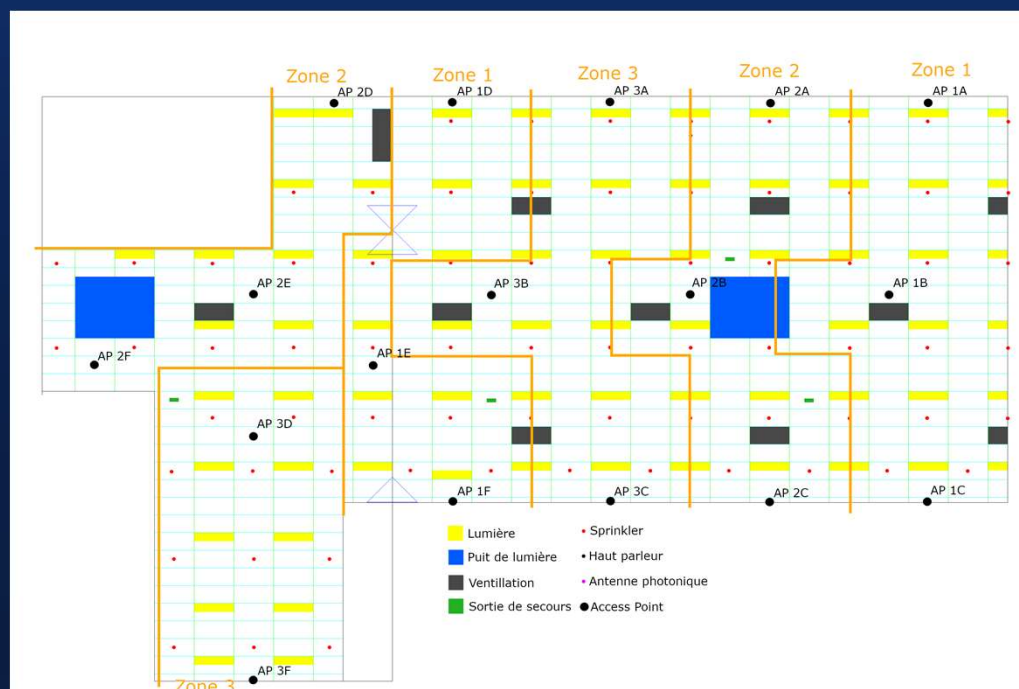 Zone 2
Zone 1
Zone 3
Zone 2
Zone 1
AP 2D
AP 1D
AP 3A
AP 2A
AP 1A
AP 2E
AP 3B
AP 2B
AP 1B
AP 2F
AP 1E
AP 3D
AP 1F
AP 3C
AP 2C
AP 1C
Lumière
Sprinkler
Puit de lumière
Haut parleur
Ventillation
Antenne photonique
Sortie de secours
Access Point
AP 3F
Zone 3